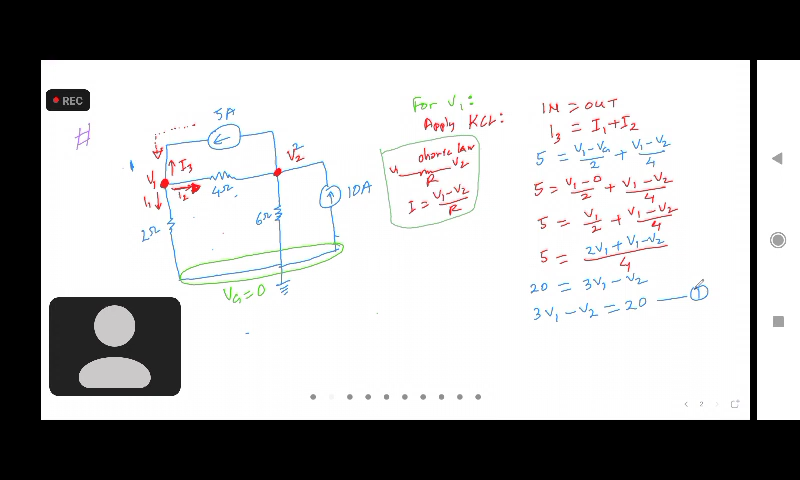 REC
#
5A
V1
I3
I1
I2
4Ω
V2
2
2Ω
6Ω
10A
VG=0
For V1:
Apply KCL:
ohm's law
V1
V2
R
I = V1-V2/R
IN = OUT
I3 = I1+I2
5 = V1-VG/2 + V1-V2/4
5 = V1-0/2 + V1-V2/4
5 = V1/2 + V1-V2/4
5 = 2V1+V1-V2/4
20 = 3V1-V2
3V1-V2 = 20 — 1
2